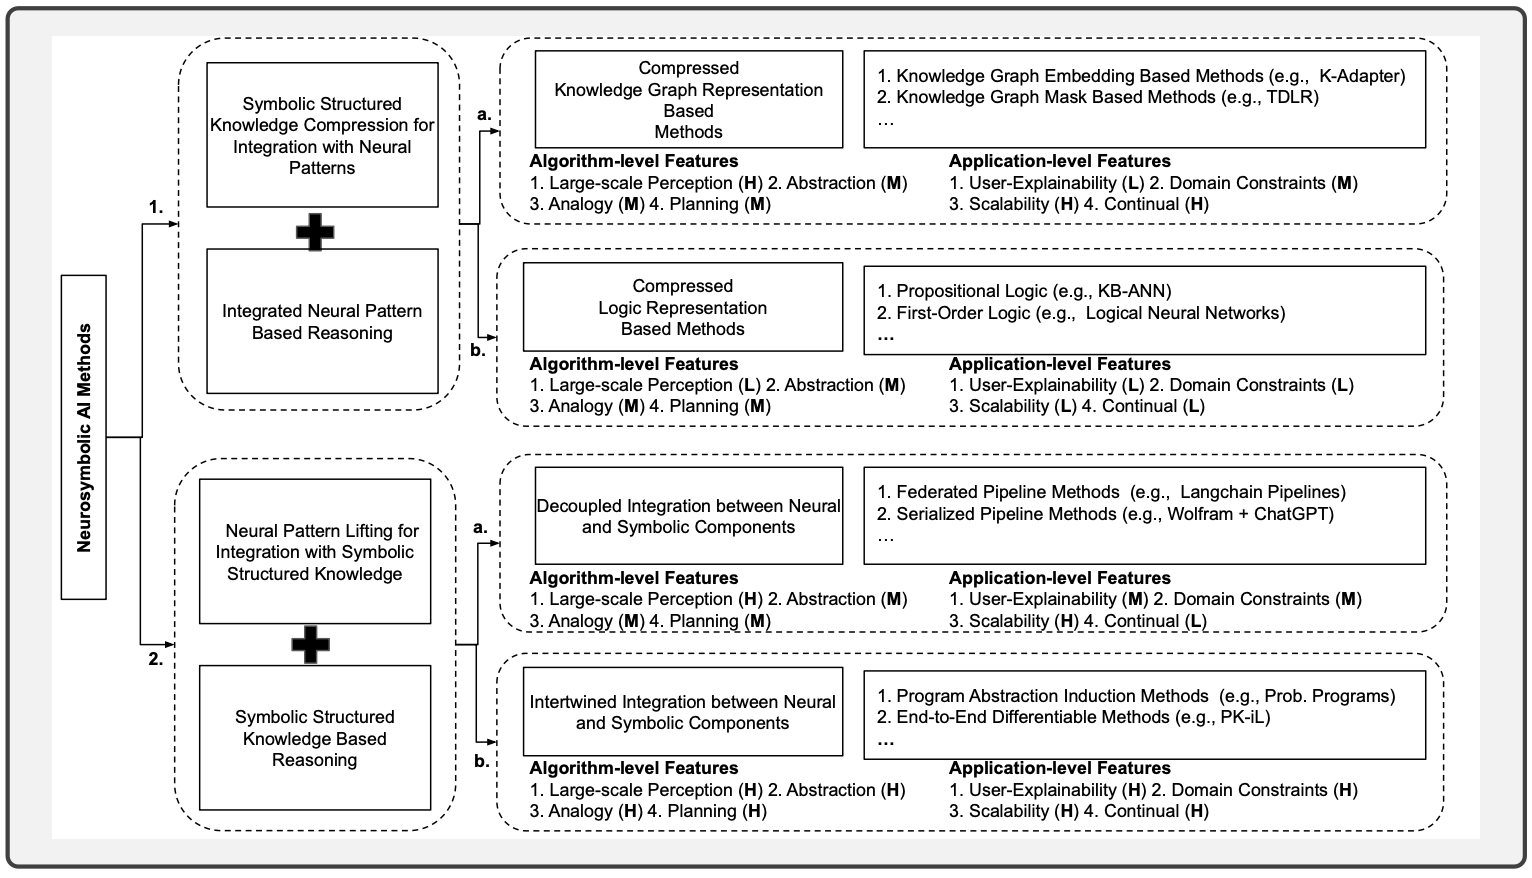 Neurosymbolic AI Methods
1.
Symbolic Structured
Knowledge Compression for
Integration with Neural
Patterns
Integrated Neural Pattern
Based Reasoning
a.
Compressed
Knowledge Graph Representation
Based
Methods
1. Knowledge Graph Embedding Based Methods (e.g., K-Adapter)
2. Knowledge Graph Mask Based Methods (e.g., TDLR)
...
Algorithm-level Features
1. Large-scale Perception (H) 2. Abstraction (M)
3. Analogy (M) 4. Planning (M)
Application-level Features
1. User-Explainability (L) 2. Domain Constraints (M)
3. Scalability (H) 4. Continual (H)
b.
Compressed
Logic Representation
Based Methods
1. Propositional Logic (e.g., KB-ANN)
2. First-Order Logic (e.g., Logical Neural Networks)
...
Algorithm-level Features
1. Large-scale Perception (L) 2. Abstraction (M)
3. Analogy (M) 4. Planning (M)
Application-level Features
1. User-Explainability (L) 2. Domain Constraints (L)
3. Scalability (L) 4. Continual (L)
2.
Neural Pattern Lifting for
Integration with Symbolic
Structured Knowledge
Symbolic Structured
Knowledge Based
Reasoning
a.
Decoupled Integration between Neural
and Symbolic Components
1. Federated Pipeline Methods (e.g., Langchain Pipelines)
2. Serialized Pipeline Methods (e.g., Wolfram + ChatGPT)
...
Algorithm-level Features
1. Large-scale Perception (H) 2. Abstraction (M)
3. Analogy (M) 4. Planning (M)
Application-level Features
1. User-Explainability (M) 2. Domain Constraints (M)
3. Scalability (H) 4. Continual (L)
b.
Intertwined Integration between Neural
and Symbolic Components
1. Program Abstraction Induction Methods (e.g., Prob. Programs)
2. End-to-End Differentiable Methods (e.g., PK-iL)
...
Algorithm-level Features
1. Large-scale Perception (H) 2. Abstraction (H)
3. Analogy (H) 4. Planning (H)
Application-level Features
1. User-Explainability (H) 2. Domain Constraints (H)
3. Scalability (H) 4. Continual (H)